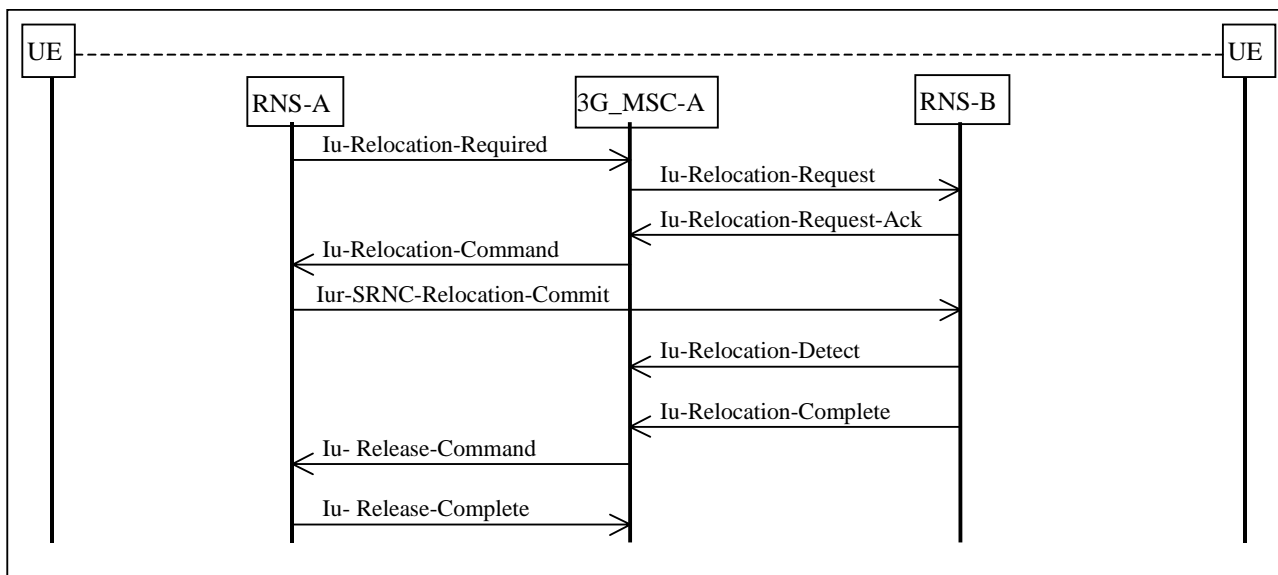 UE
UE
RNS-A
3G_MSC-A
RNS-B
Iu-Relocation-Required
Iu-Relocation-Request
Iu-Relocation-Request-Ack
Iu-Relocation-Command
Iur-SRNC-Relocation-Commit
Iu-Relocation-Detect
Iu-Relocation-Complete
Iu- Release-Command
Iu- Release-Complete